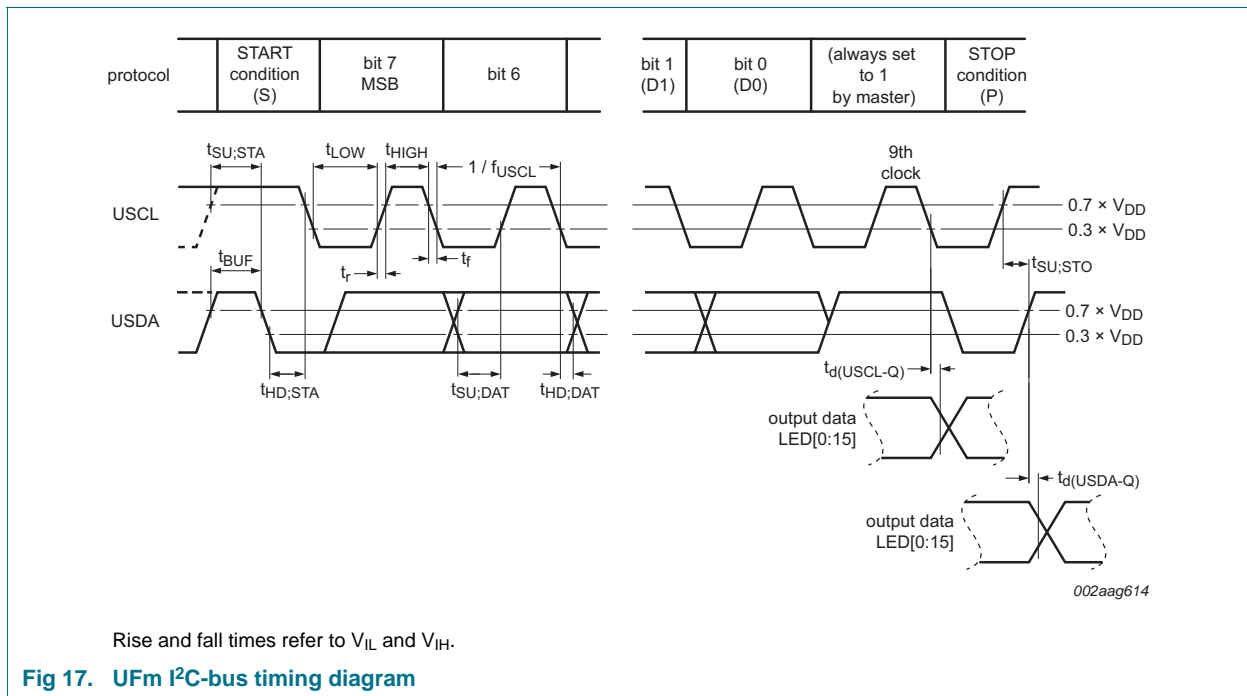 protocol
START
condition
(S)
bit 7
MSB
bit 6
bit 1
(D1)
bit 0
(D0)
(always set
to 1
by master)
STOP
condition
(P)
tSU;STA
tLOW
tHIGH
1 / fUSCL
9th
clock
USCL
0.7 × VDD
0.3 × VDD
tBUF
tr
tf
tSU;STO
USDA
0.7 × VDD
0.3 × VDD
tHD;STA
tSU;DAT
tHD;DAT
td(USCL-Q)
output data
LED[0:15]
td(USDA-Q)
output data
LED[0:15]
002aag614
Rise and fall times refer to VIL and VIH.
Fig 17. UFm I²C-bus timing diagram